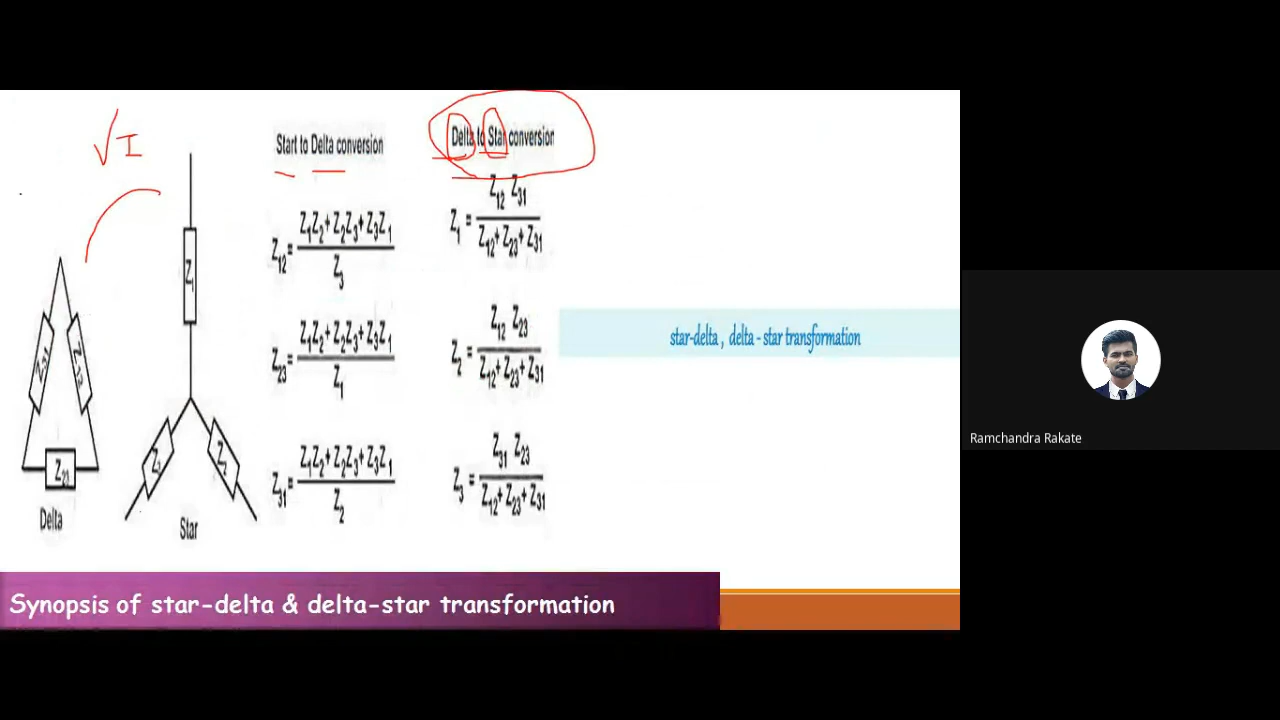 √I
Start to Delta conversion
Delta to Star conversion
Z12 = (Z1Z2+Z2Z3+Z3Z1) / Z3
Z1 = (Z12 Z31) / (Z12+Z23+Z31)
Z23 = (Z1Z2+Z2Z3+Z3Z1) / Z1
Z2 = (Z12 Z23) / (Z12+Z23+Z31)
Z31 = (Z1Z2+Z2Z3+Z3Z1) / Z2
Z3 = (Z31 Z23) / (Z12+Z23+Z31)
Z31
Z12
Z23
Delta
Z1
Z3
Z2
Star
star-delta , delta - star transformation
Synopsis of star-delta & delta-star transformation
Ramchandra Rakate